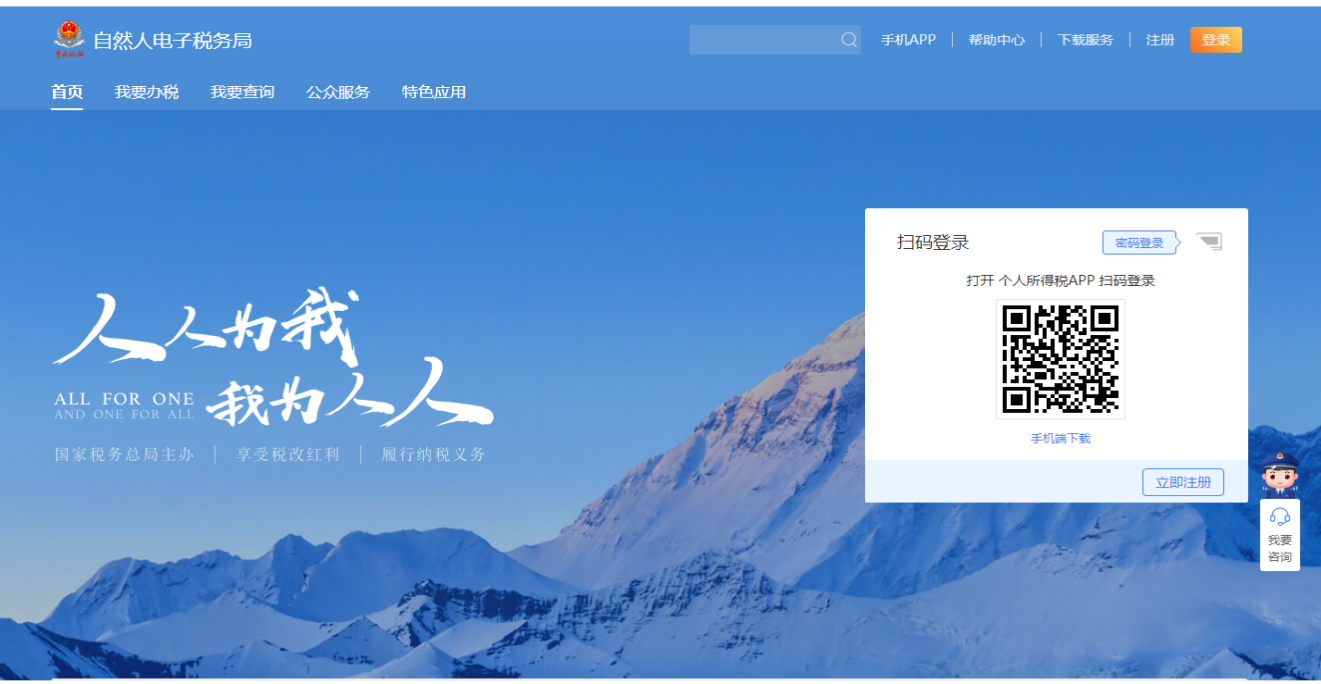 自然人电子税务局
手机APP | 帮助中心 | 下载服务 | 注册 登录
首页 我要办税 我要查询 公众服务 特色应用
扫码登录 密码登录
打开 个人所得税APP 扫码登录
手机端下载
立即注册
人人为我
ALL FOR ONE
AND ONE FOR ALL
我为人人
国家税务总局主办 | 享受税改红利 | 履行纳税义务
我要
咨询